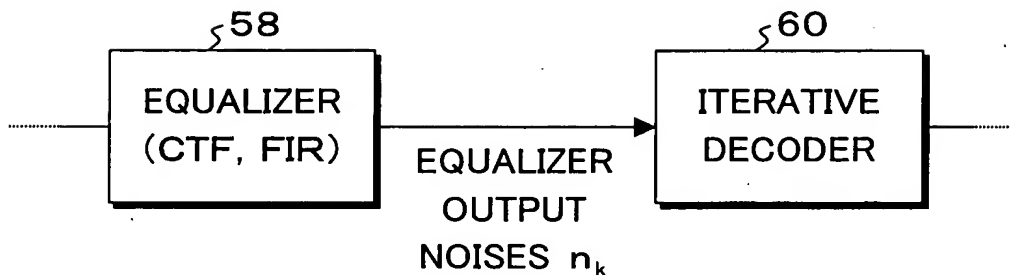 58
60
EQUALIZER
(CTF, FIR)
ITERATIVE
DECODER
EQUALIZER
OUTPUT
NOISES nk